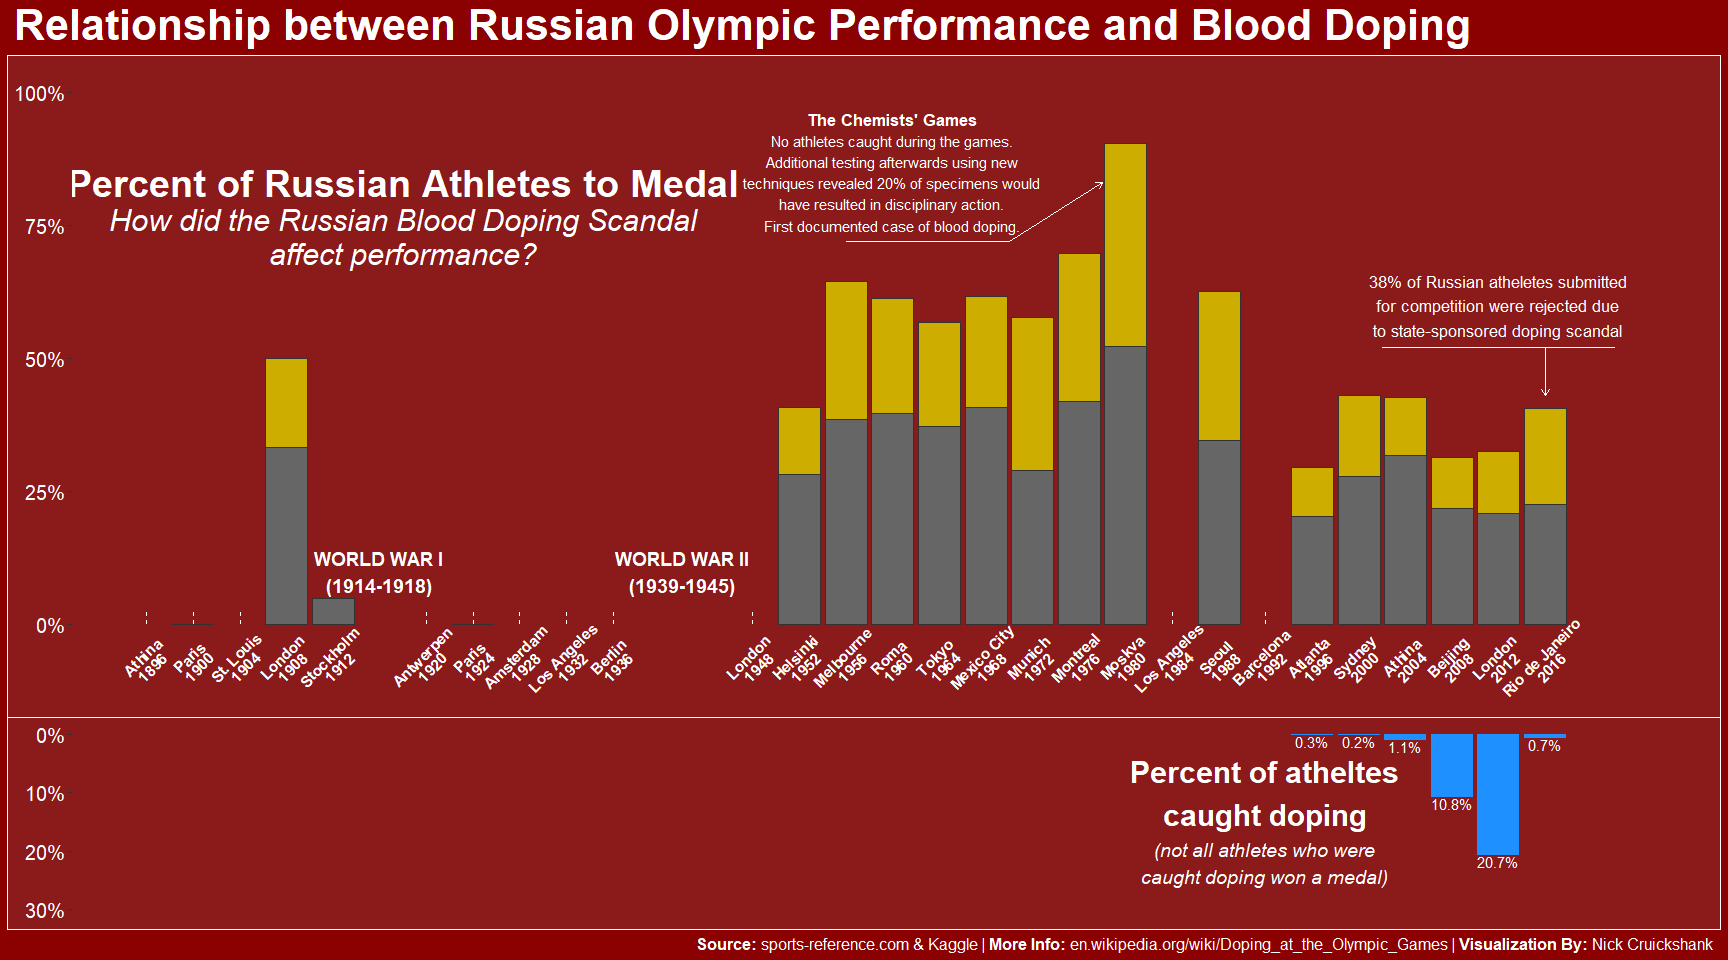 Relationship between Russian Olympic Performance and Blood Doping
100%
75%
50%
25%
0%
Percent of Russian Athletes to Medal
How did the Russian Blood Doping Scandal
affect performance?
The Chemists' Games
No athletes caught during the games.
Additional testing afterwards using new
techniques revealed 20% of specimens would
have resulted in disciplinary action.
First documented case of blood doping.
38% of Russian atheletes submitted
for competition were rejected due
to state-sponsored doping scandal
WORLD WAR I
(1914-1918)
WORLD WAR II
(1939-1945)
Athina
1896
Paris
1900
St. Louis
1904
London
1908
Stockholm
1912
Antwerpen
1920
Paris
1924
Amsterdam
1928
Los Angeles
1932
Berlin
1936
London
1948
Helsinki
1952
Melbourne
1956
Roma
1960
Tokyo
1964
Mexico City
1968
Munich
1972
Montreal
1976
Moskva
1980
Los Angeles
1984
Seoul
1988
Barcelona
1992
Atlanta
1996
Sydney
2000
Athina
2004
Beijing
2008
London
2012
Rio de Janeiro
2016
0%
10%
20%
30%
0.3%
0.2%
1.1%
10.8%
20.7%
0.7%
Percent of atheltes
caught doping
(not all athletes who were
caught doping won a medal)
Source: sports-reference.com & Kaggle | More Info: en.wikipedia.org/wiki/Doping_at_the_Olympic_Games | Visualization By: Nick Cruickshank